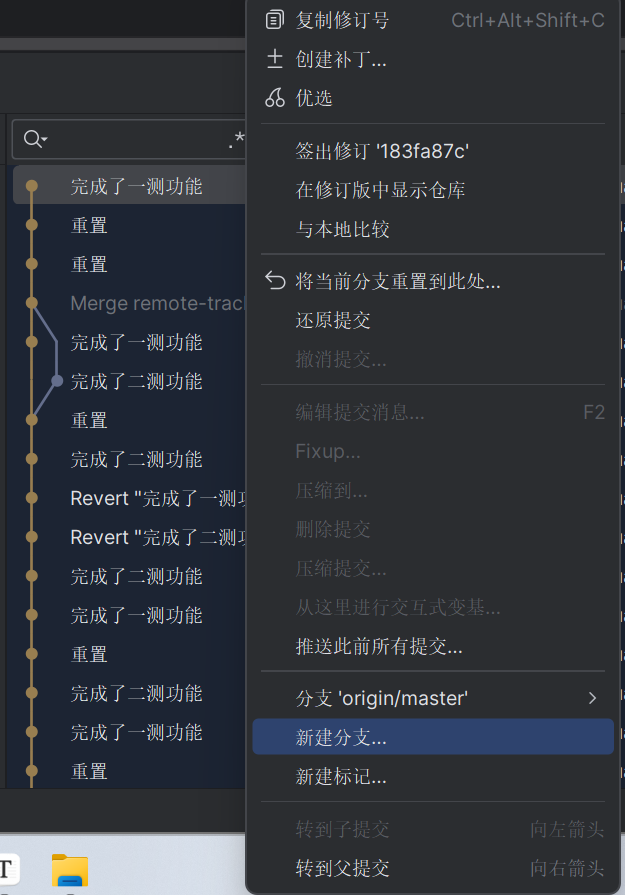 复制修订号 Ctrl+Alt+Shift+C
创建补丁...
优选
.*
签出修订 '183fa87c'
在修订版中显示仓库
与本地比较
将当前分支重置到此处...
还原提交
撤消提交...
编辑提交消息... F2
Fixup...
压缩到...
删除提交
压缩提交...
从这里进行交互式变基...
推送此前所有提交...
分支 'origin/master'
新建分支...
新建标记...
转到子提交 向左箭头
转到父提交 向右箭头
完成了一测功能
重置
重置
Merge remote-trac
完成了一测功能
完成了二测功能
重置
完成了二测功能
Revert "完成了一测
Revert "完成了二测
完成了二测功能
完成了一测功能
重置
完成了二测功能
完成了一测功能
重置
T